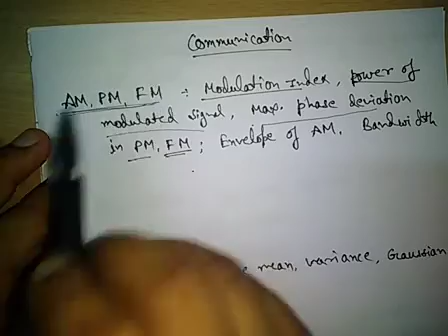 Communication
AM, PM, FM : Modulation Index, power of
modulated signal, Max. phase deviation
in PM, FM ; Envelope of AM. Bandwidth
mean, variance, Gaussian